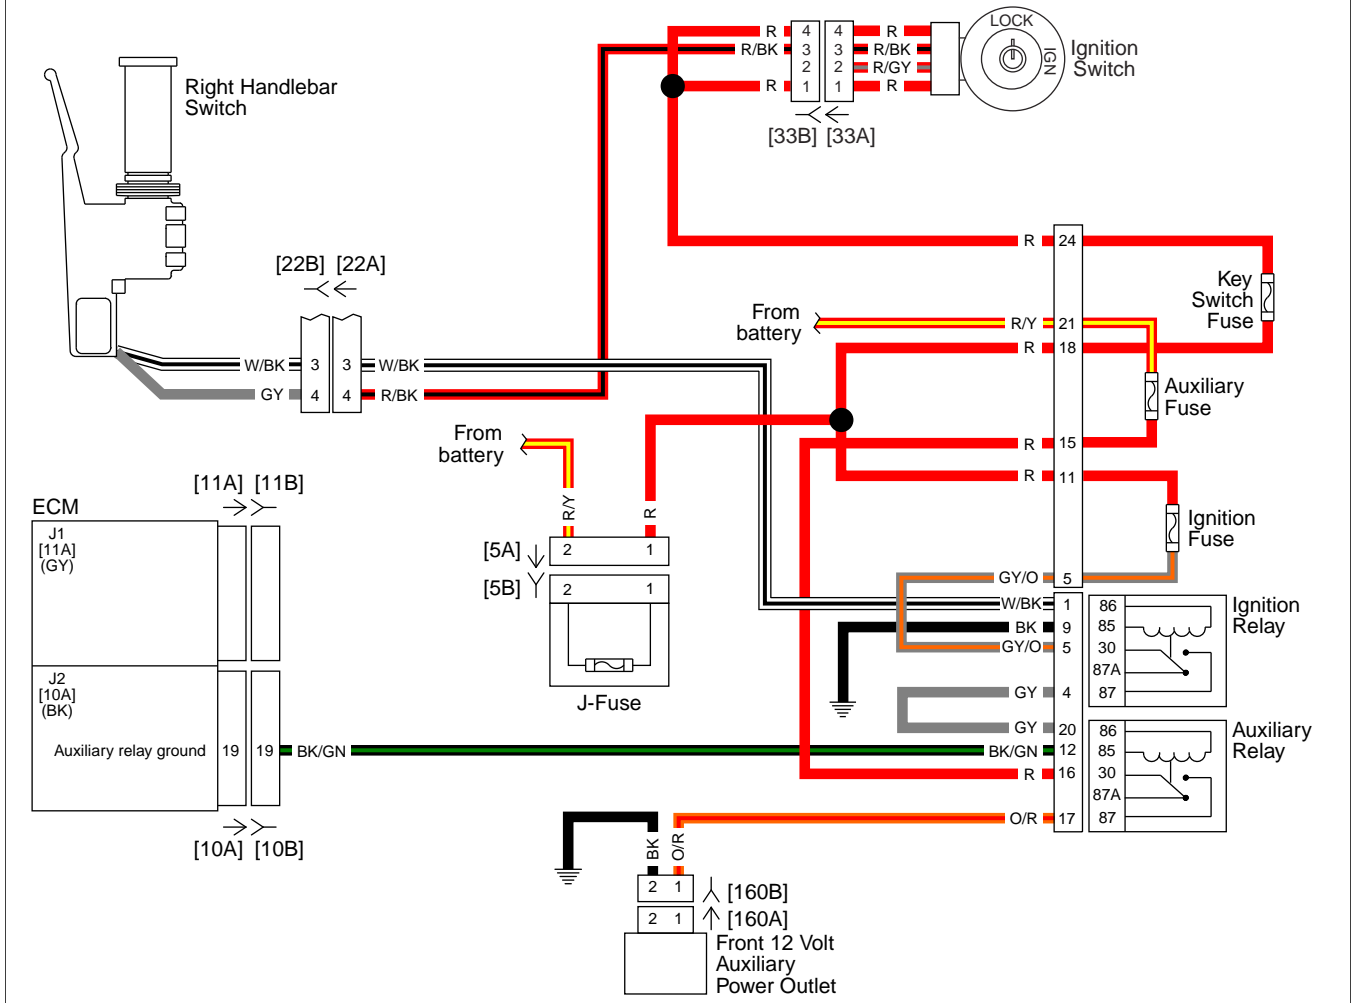 LOCK
IGN
Ignition
Switch
R 4 4 R
R/BK 3 3 R/BK
2 2 R/GY
R 1 1 R
[33B] [33A]
Right Handlebar
Switch
[22B] [22A]
W/BK 3 3 W/BK
GY 4 4 R/BK
R 24
Key
Switch
Fuse
From
battery
R/Y 21
R 18
Auxiliary
Fuse
From
battery
R 15
R 11
Ignition
Fuse
R/Y
R
[5A]
2 1
[5B]
2 1
J-Fuse
GY/O 5
W/BK 1 86
BK 9 85
GY/O 5 30
87A
GY 4 87
Ignition
Relay
GY 20 86
BK/GN 12 85
R 16 30
87A
O/R 17 87
Auxiliary
Relay
[11A] [11B]
ECM
J1
[11A]
(GY)
J2
[10A]
(BK)
Auxiliary relay ground 19 19 BK/GN
[10A] [10B]
BK
O/R
2 1 [160B]
2 1 [160A]
Front 12 Volt
Auxiliary
Power Outlet